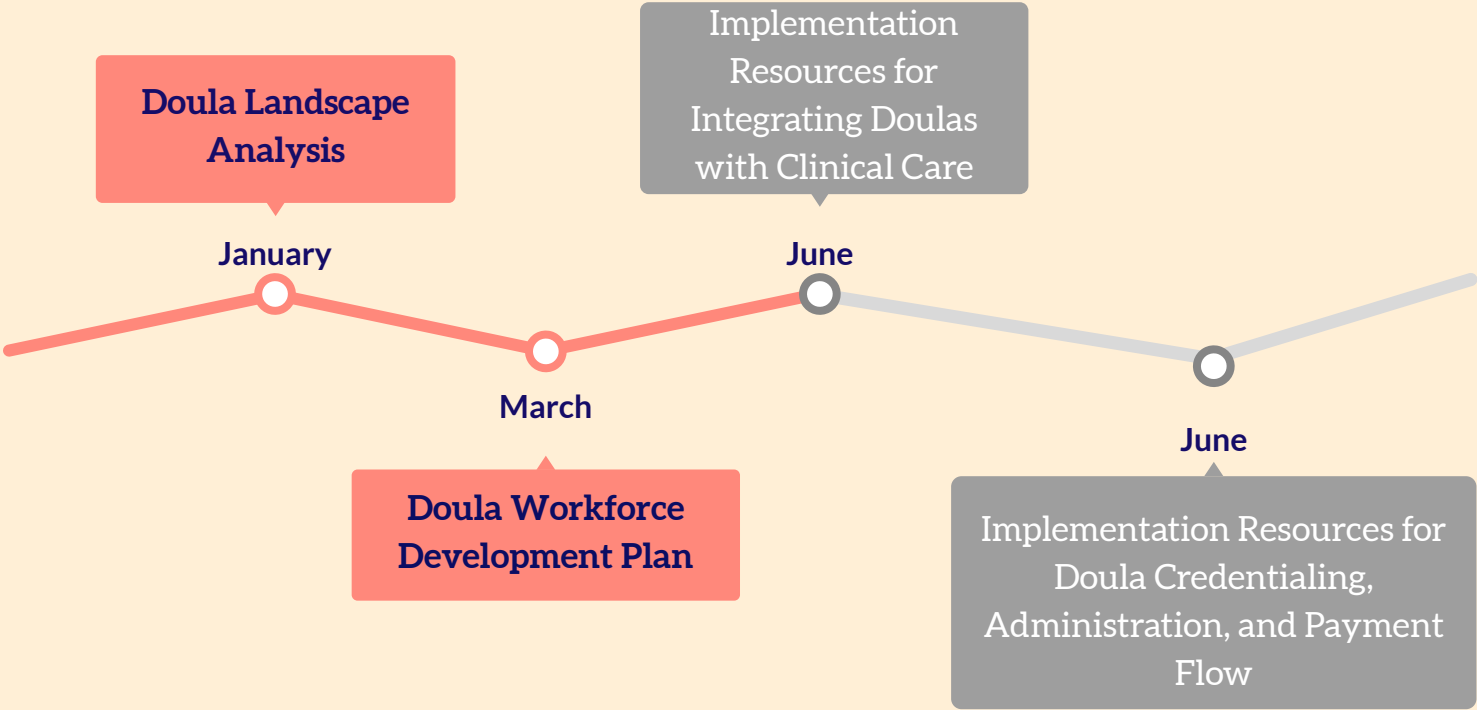 Doula Landscape
Analysis
January
March
Doula Workforce
Development Plan
Implementation
Resources for
Integrating Doulas
with Clinical Care
June
June
Implementation Resources for
Doula Credentialing,
Administration, and Payment
Flow